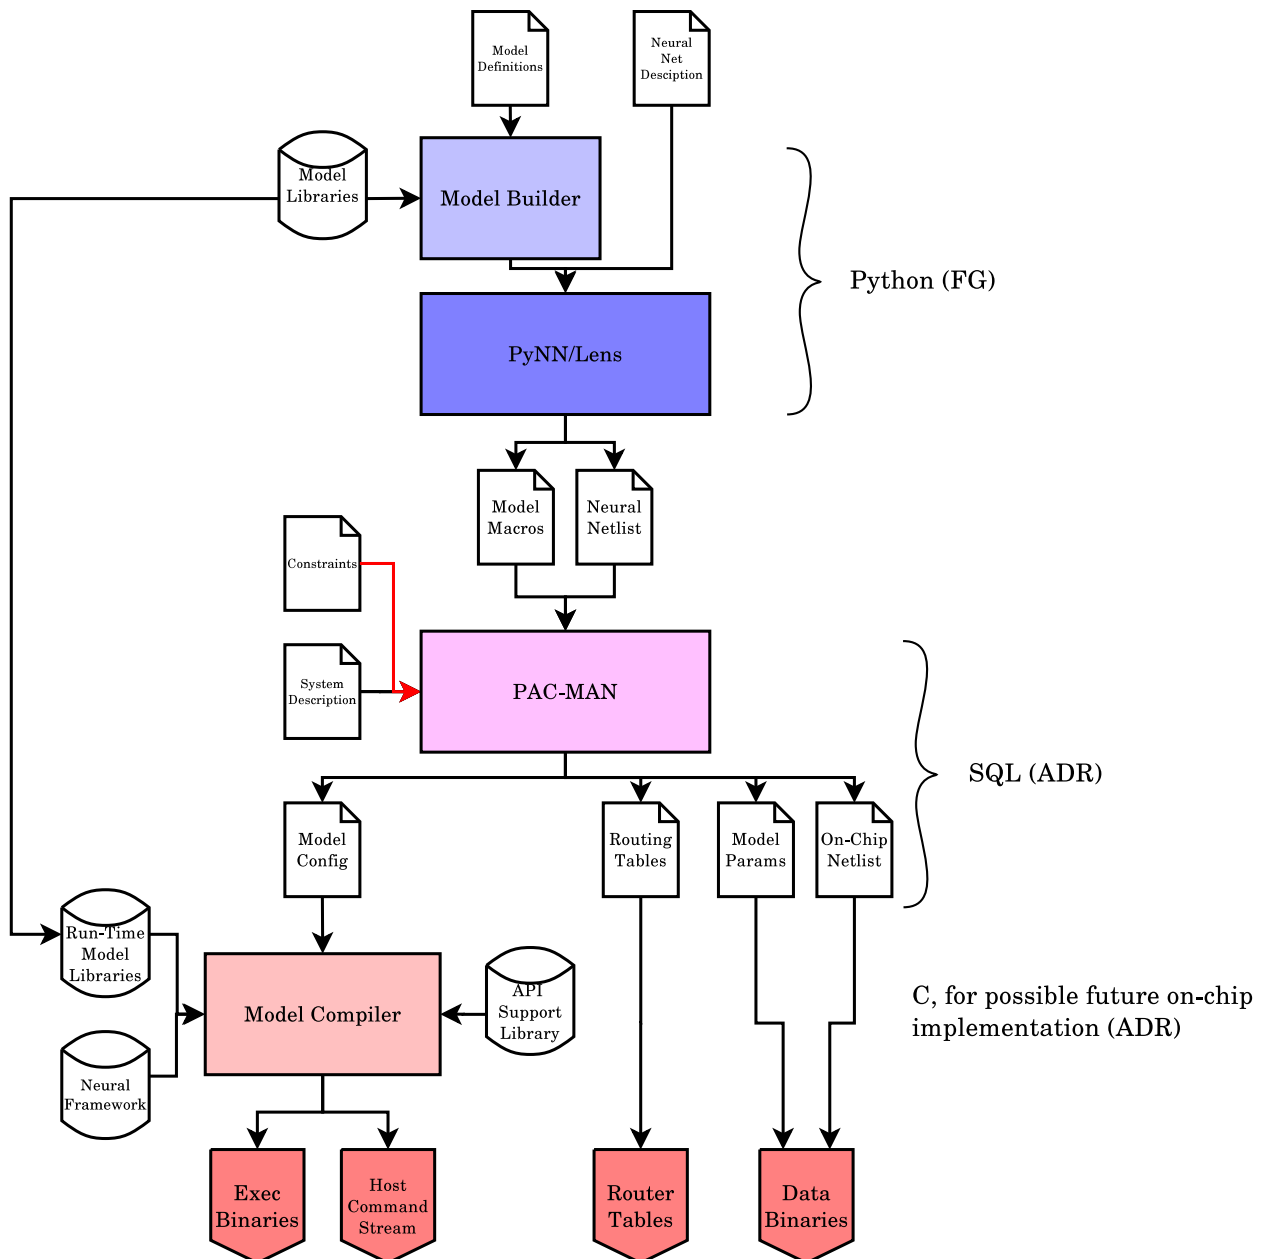 Model
Definitions
Neural
Net
Desciption
Model
Libraries
Model Builder
Python (FG)
PyNN/Lens
Model
Macros
Neural
Netlist
Constraints
System
Description
PAC-MAN
SQL (ADR)
Model
Config
Routing
Tables
Model
Params
On-Chip
Netlist
Run-Time
Model
Libraries
Model Compiler
API
Support
Library
C, for possible future on-chip
implementation (ADR)
Neural
Framework
Exec
Binaries
Host
Command
Stream
Router
Tables
Data
Binaries